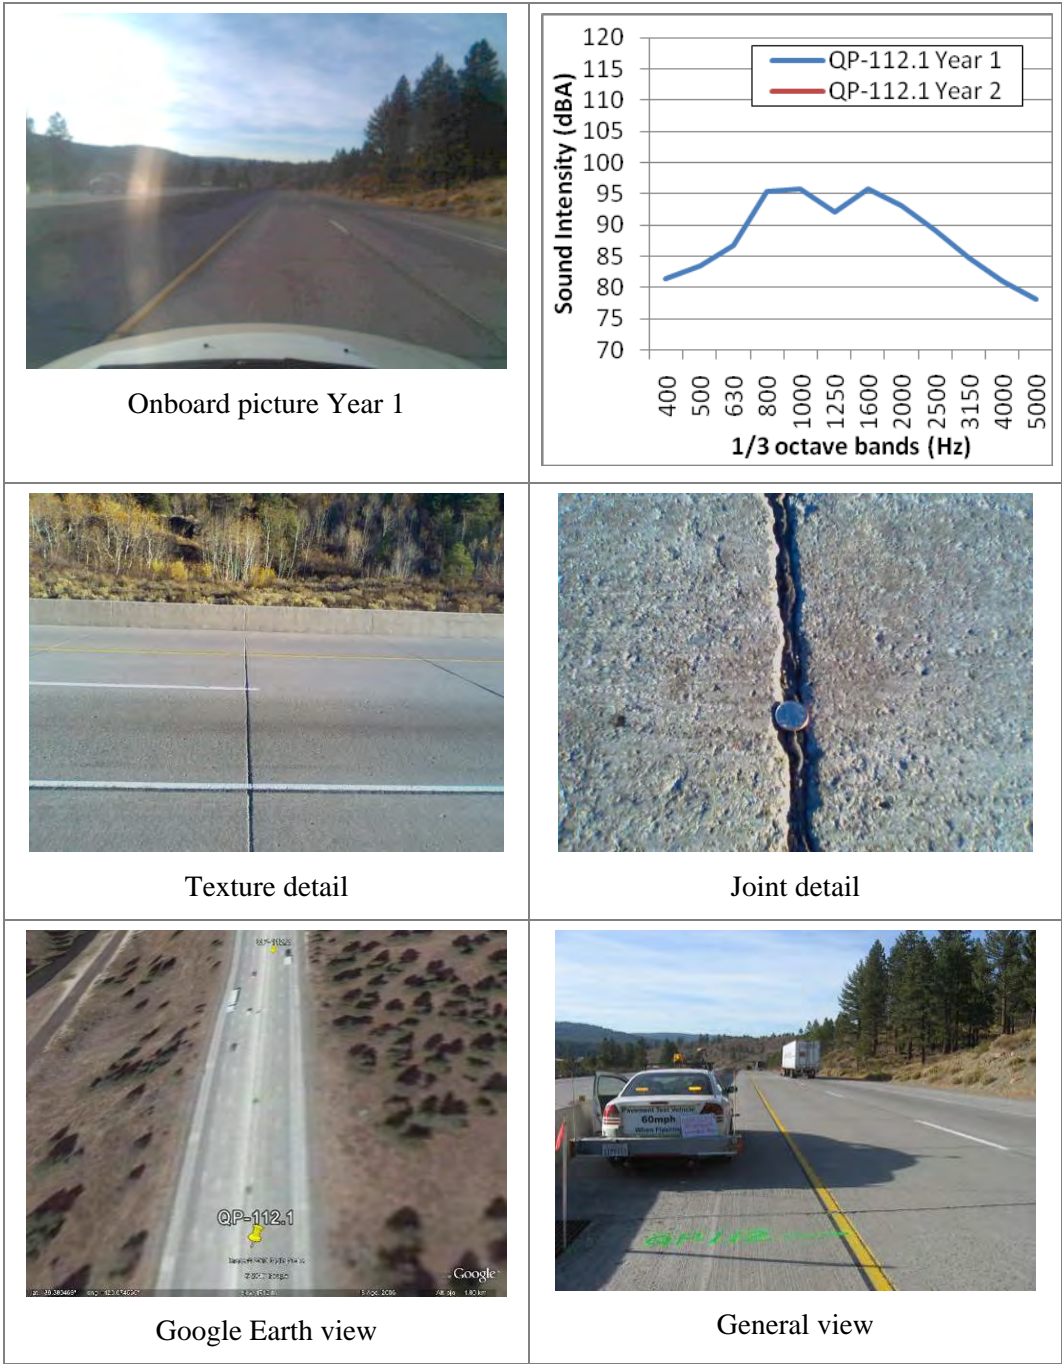 120
115
110
105
100
95
90
85
80
75
70
Sound Intensity (dBA)
QP-112.1 Year 1
QP-112.1 Year 2
400
500
630
800
1000
1250
1600
2000
2500
3150
4000
5000
1/3 octave bands (Hz)
Onboard picture Year 1
Texture detail
Joint detail
QP-112.1
Google
Google Earth view
Pavement Test Vehicle
60mph
When Flashing
General view